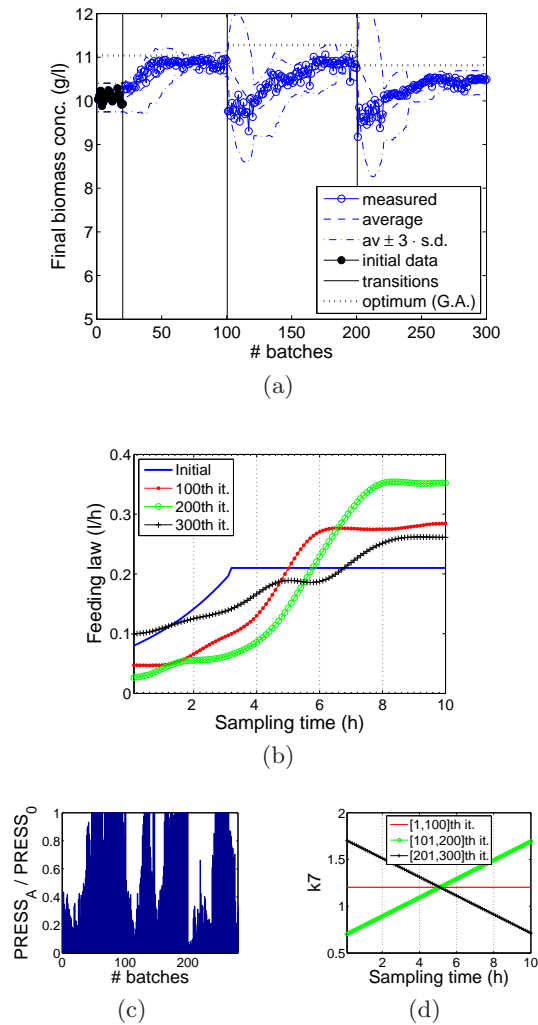 12
11
10
9
8
7
6
5
0 50 100 150 200 250 300
Final biomass conc. (g/l)
# batches
measured
average
av ± 3 · s.d.
initial data
transitions
optimum (G.A.)
(a)
0.4
0.3
0.2
0.1
0
2 4 6 8 10
Feeding law (l/h)
Sampling time (h)
Initial
100th it.
200th it.
300th it.
(b)
1
0.8
0.6
0.4
0.2
0
0 100 200
PRESS_A / PRESS_0
# batches
(c)
2
1.5
1
0.5
2 4 6 8 10
k7
Sampling time (h)
[1,100]th it.
[101,200]th it.
[201,300]th it.
(d)